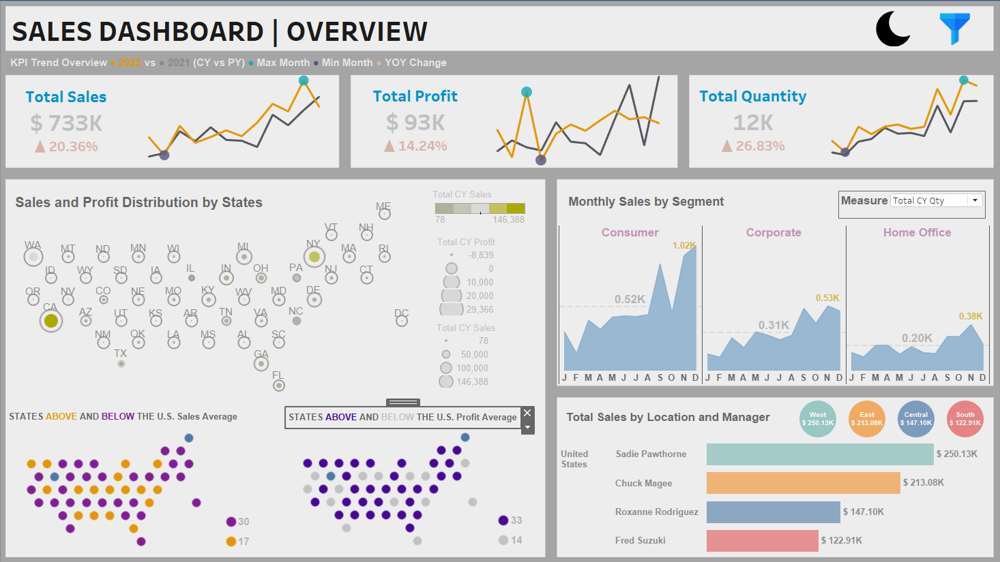 SALES DASHBOARD | OVERVIEW
KPI Trend Overview ● 2022 vs ● 2021 (CY vs PY) ● Max Month ● Min Month ● YOY Change
Total Sales
$ 733K
▲ 20.36%
Total Profit
$ 93K
▲ 14.24%
Total Quantity
12K
▲ 26.83%
Sales and Profit Distribution by States
Total CY Sales
78 146,388
Total CY Profit
-8,839
0
10,000
20,000
29,366
Total CY Sales
78
50,000
100,000
146,388
ME
VT NH
WA MT ND MN WI MI NY MA RI
ID WY SD IA IL IN OH PA NJ CT
OR NV CO NE MO KY WV MD DE
CA AZ UT KS AR TN VA NC DC
NM OK LA MS AL SC
TX GA
FL
STATES ABOVE AND BELOW THE U.S. Sales Average
30
17
STATES ABOVE AND BELOW THE U.S. Profit Average
33
14
Monthly Sales by Segment
Measure Total CY Qty
Consumer Corporate Home Office
1.02K
0.52K
0.53K
0.31K
0.38K
0.20K
J F M A M J J A S O N D J F M A M J J A S O N D J F M A M J J A S O N D
Total Sales by Location and Manager
West
$ 250.13K
East
$ 213.08K
Central
$ 147.10K
South
$ 122.91K
United
States
Sadie Pawthorne $ 250.13K
Chuck Magee $ 213.08K
Roxanne Rodriguez $ 147.10K
Fred Suzuki $ 122.91K